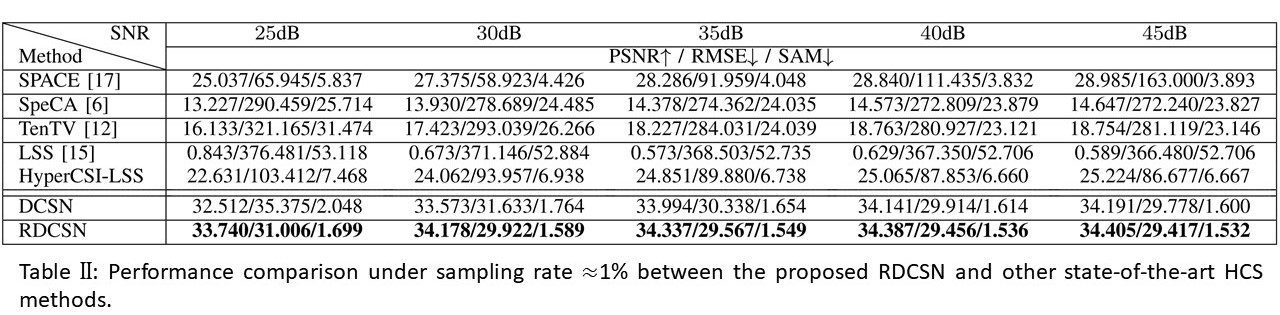 SNR 25dB 30dB 35dB 40dB 45dB
Method PSNR↑ / RMSE↓ / SAM↓
SPACE [17] 25.037/65.945/5.837 27.375/58.923/4.426 28.286/91.959/4.048 28.840/111.435/3.832 28.985/163.000/3.893
SpeCA [6] 13.227/290.459/25.714 13.930/278.689/24.485 14.378/274.362/24.035 14.573/272.809/23.879 14.647/272.240/23.827
TenTV [12] 16.133/321.165/31.474 17.423/293.039/26.266 18.227/284.031/24.039 18.763/280.927/23.121 18.754/281.119/23.146
LSS [15] 0.843/376.481/53.118 0.673/371.146/52.884 0.573/368.503/52.735 0.629/367.350/52.706 0.589/366.480/52.706
HyperCSI-LSS 22.631/103.412/7.468 24.062/93.957/6.938 24.851/89.880/6.738 25.065/87.853/6.660 25.224/86.677/6.667
DCSN 32.512/35.375/2.048 33.573/31.633/1.764 33.994/30.338/1.654 34.141/29.914/1.614 34.191/29.778/1.600
RDCSN 33.740/31.006/1.699 34.178/29.922/1.589 34.337/29.567/1.549 34.387/29.456/1.536 34.405/29.417/1.532
Table Ⅱ: Performance comparison under sampling rate ≈1% between the proposed RDCSN and other state-of-the-art HCS
methods.